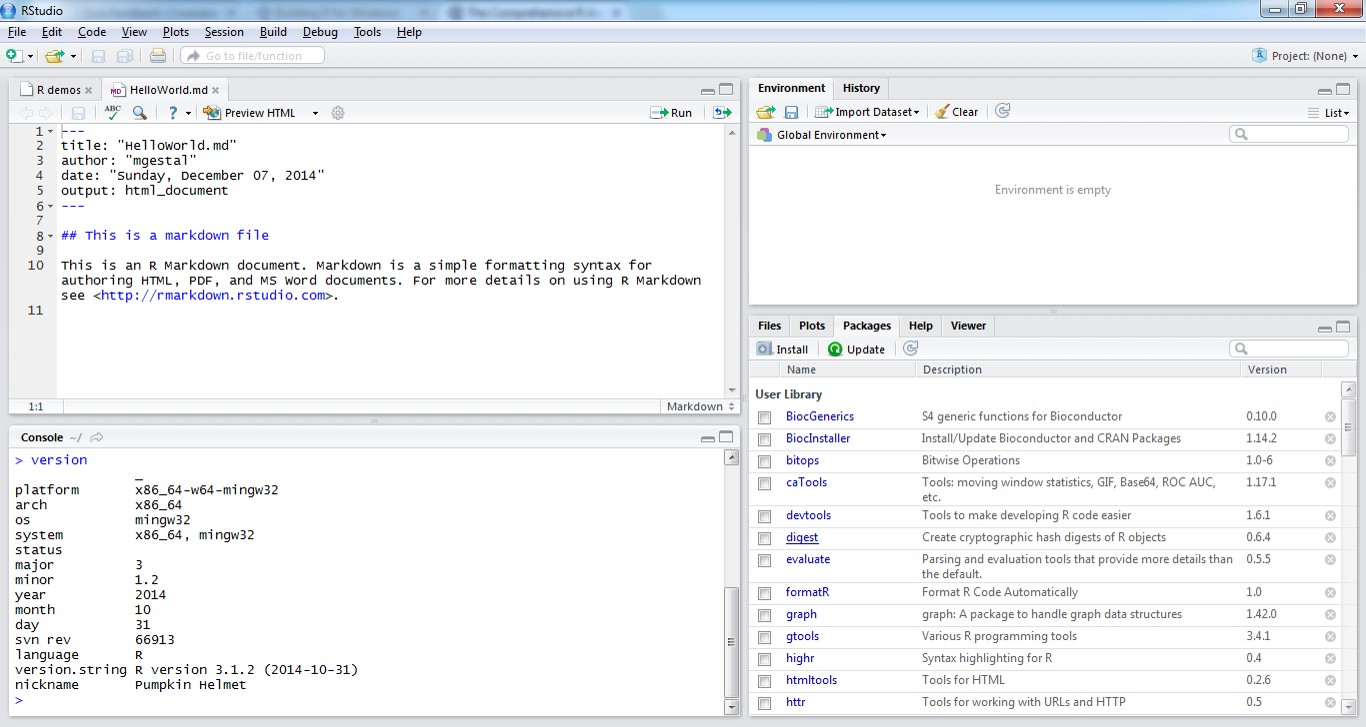 RStudio
File Edit Code View Plots Session Build Debug Tools Help
Go to file/function
Project: (None)
R demos
HelloWorld.md
ABC
Preview HTML
Run
1 ---
2 title: "HelloWorld.md"
3 author: "mgestal"
4 date: "Sunday, December 07, 2014"
5 output: html_document
6 ---
7
8 ## This is a markdown file
9
10 This is an R Markdown document. Markdown is a simple formatting syntax for
authoring HTML, PDF, and MS Word documents. For more details on using R Markdown
see <http://rmarkdown.rstudio.com>.
11
1:1
Markdown
Console ~/
> version
_
platform x86_64-w64-mingw32
arch x86_64
os mingw32
system x86_64, mingw32
status
major 3
minor 1.2
year 2014
month 10
day 31
svn rev 66913
language R
version.string R version 3.1.2 (2014-10-31)
nickname Pumpkin Helmet
>
Environment History
Import Dataset Clear
List
Global Environment
Environment is empty
Files Plots Packages Help Viewer
Install Update
Name Description Version
User Library
BiocGenerics S4 generic functions for Bioconductor 0.10.0
BiocInstaller Install/Update Bioconductor and CRAN Packages 1.14.2
bitops Bitwise Operations 1.0-6
caTools Tools: moving window statistics, GIF, Base64, ROC AUC, 1.17.1
etc.
devtools Tools to make developing R code easier 1.6.1
digest Create cryptographic hash digests of R objects 0.6.4
evaluate Parsing and evaluation tools that provide more details than 0.5.5
the default.
formatR Format R Code Automatically 1.0
graph graph: A package to handle graph data structures 1.42.0
gtools Various R programming tools 3.4.1
highr Syntax highlighting for R 0.4
htmltools Tools for HTML 0.2.6
httr Tools for working with URLs and HTTP 0.5